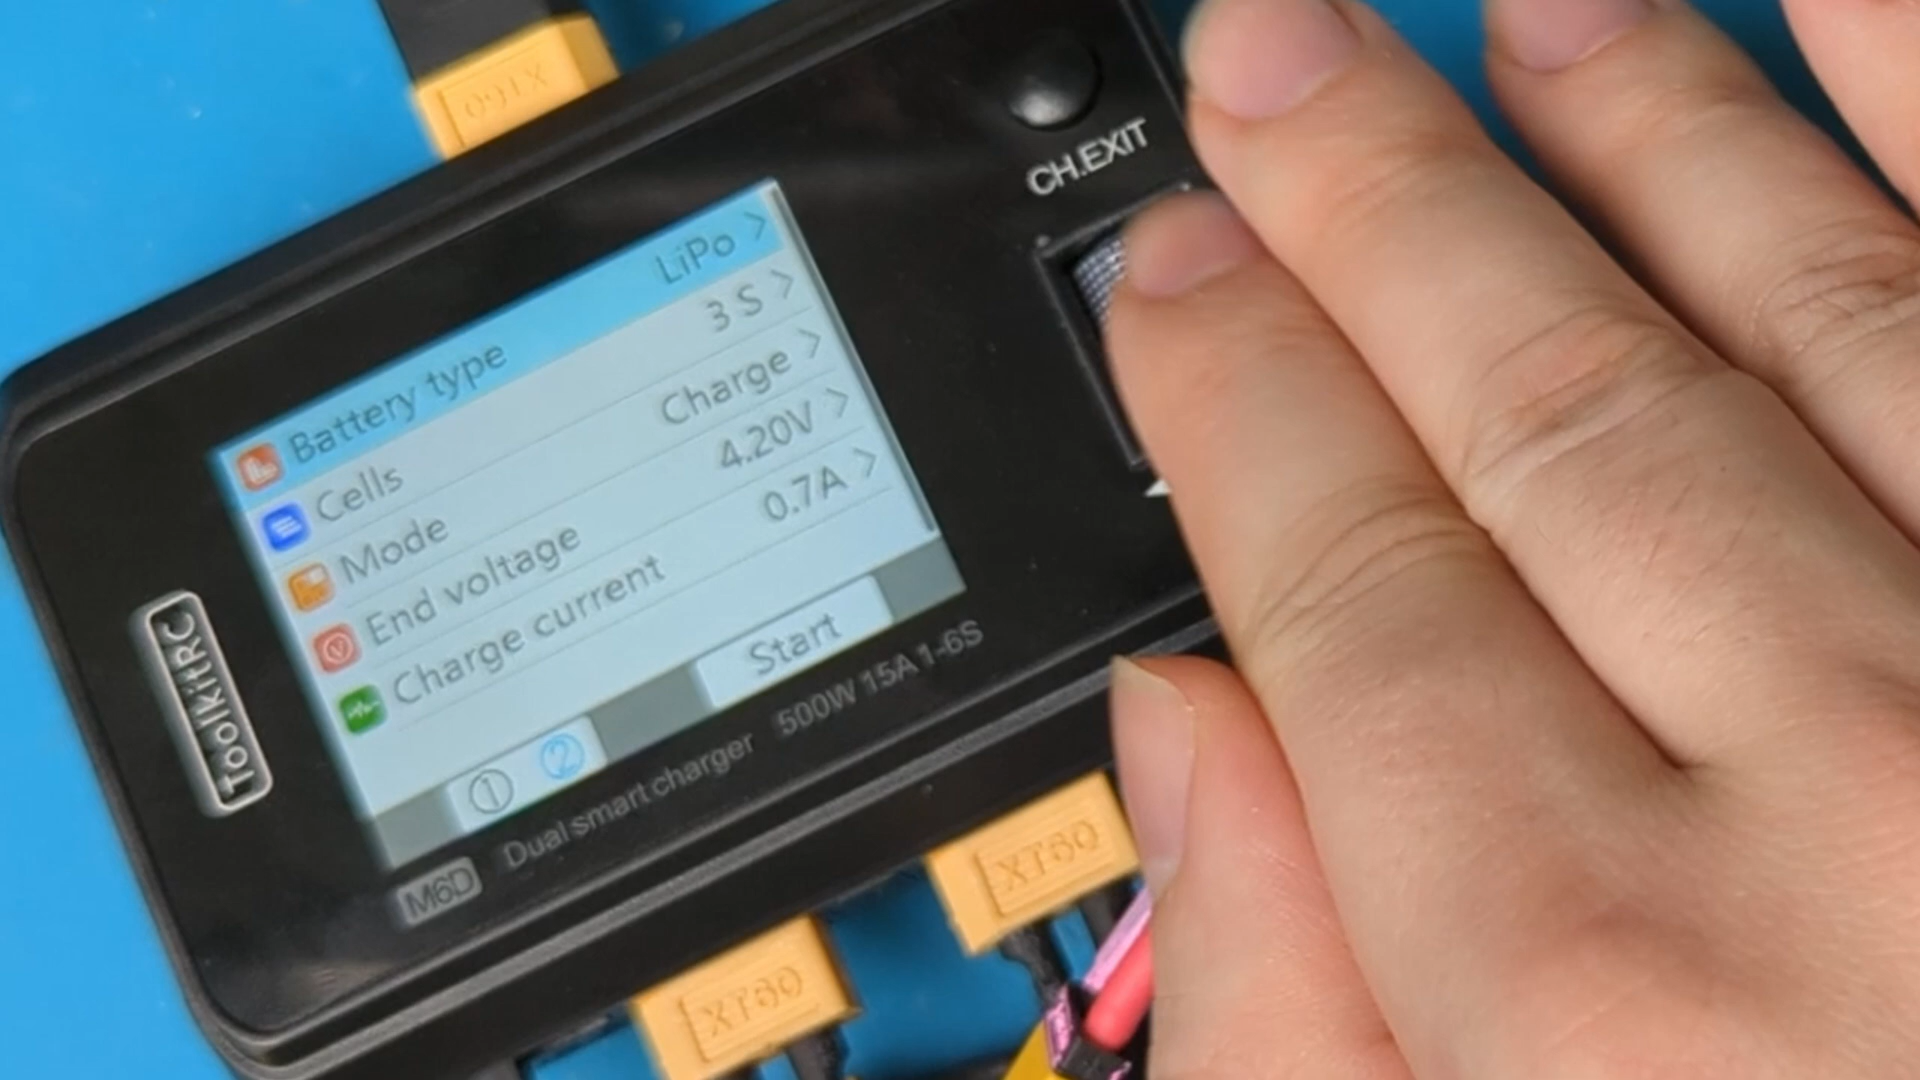 XT60
CH.EXIT
Battery type LiPo >
Cells 3 S >
Mode Charge >
End voltage 4.20V >
Charge current 0.7A >
① ② Start
ToolkitRC
M6D Dual smart charger 500W 15A 1-6S
XT60
XT60